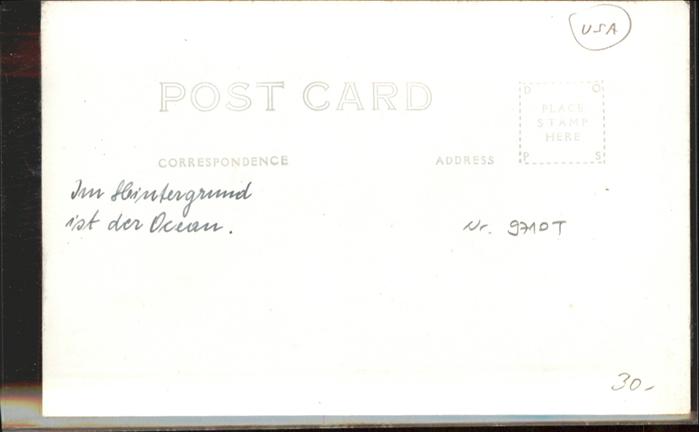 USA
POST CARD
D O
PLACE
STAMP
HERE
P S
CORRESPONDENCE
ADDRESS
Im Hintergrund
ist der Ocean.
Nr. 9710T
30,-